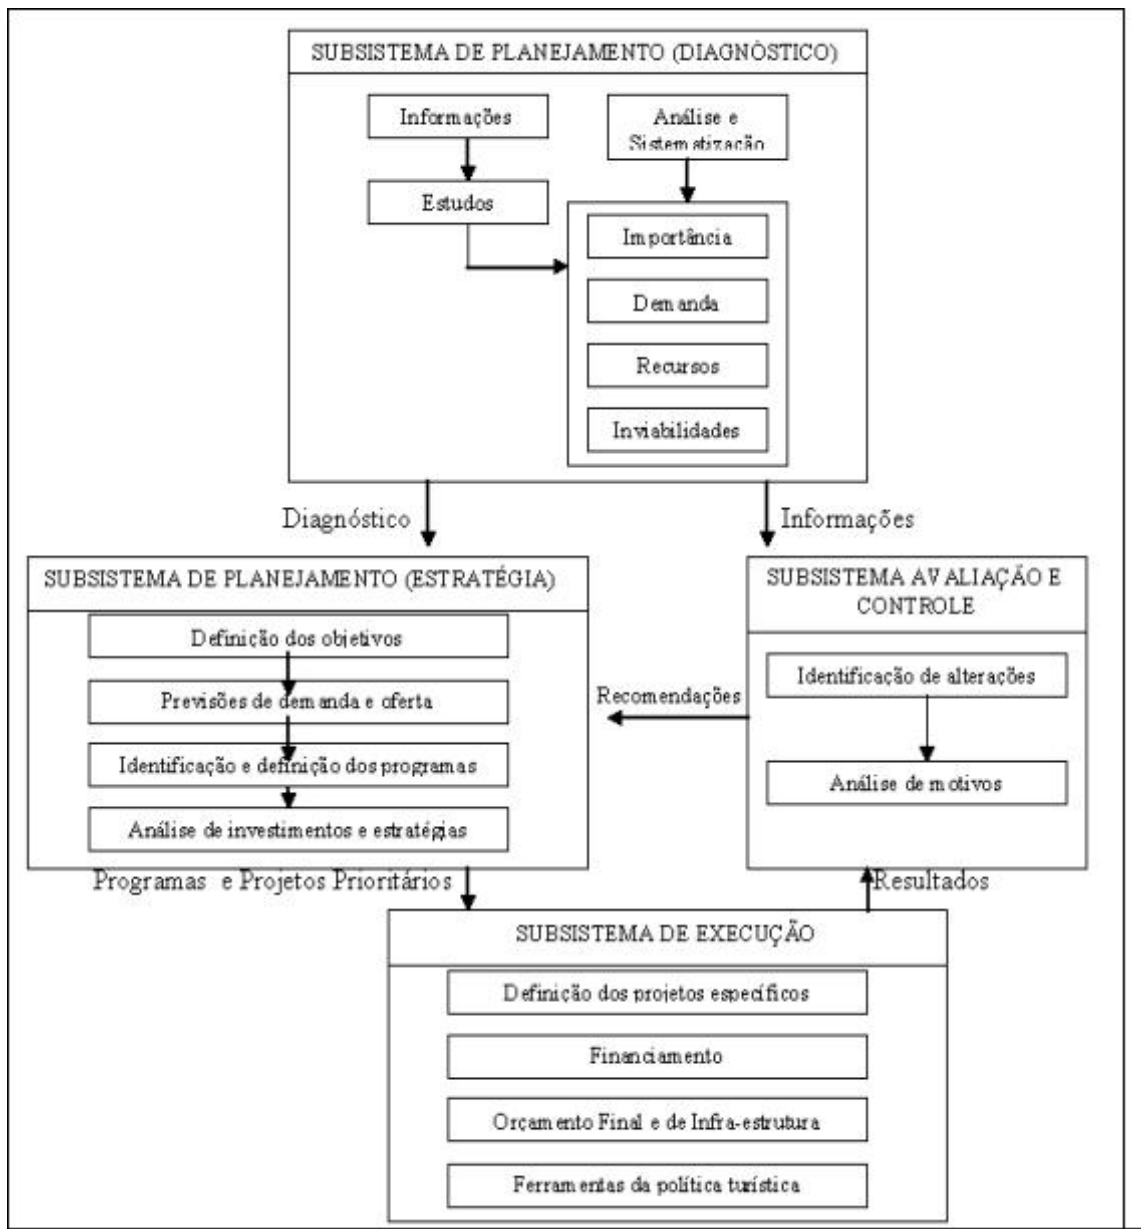 SUBSISTEMA DE PLANEJAMENTO (DIAGNÓSTICO)
Informações
Análise e
Sistematização
Estudos
Importância
Demanda
Recursos
Inviabilidades
Diagnóstico
Informações
SUBSISTEMA DE PLANEJAMENTO (ESTRATÉGIA)
Definição dos objetivos
Previsões de demanda e oferta
Identificação e definição dos programas
Análise de investimentos e estratégias
SUBSISTEMA AVALIAÇÃO E
CONTROLE
Identificação de alterações
Análise de motivos
Recomendações
Programas e Projetos Prioritários
Resultados
SUBSISTEMA DE EXECUÇÃO
Definição dos projetos específicos
Financiamento
Orçamento Final e de Infra-estrutura
Ferramentas da política turística